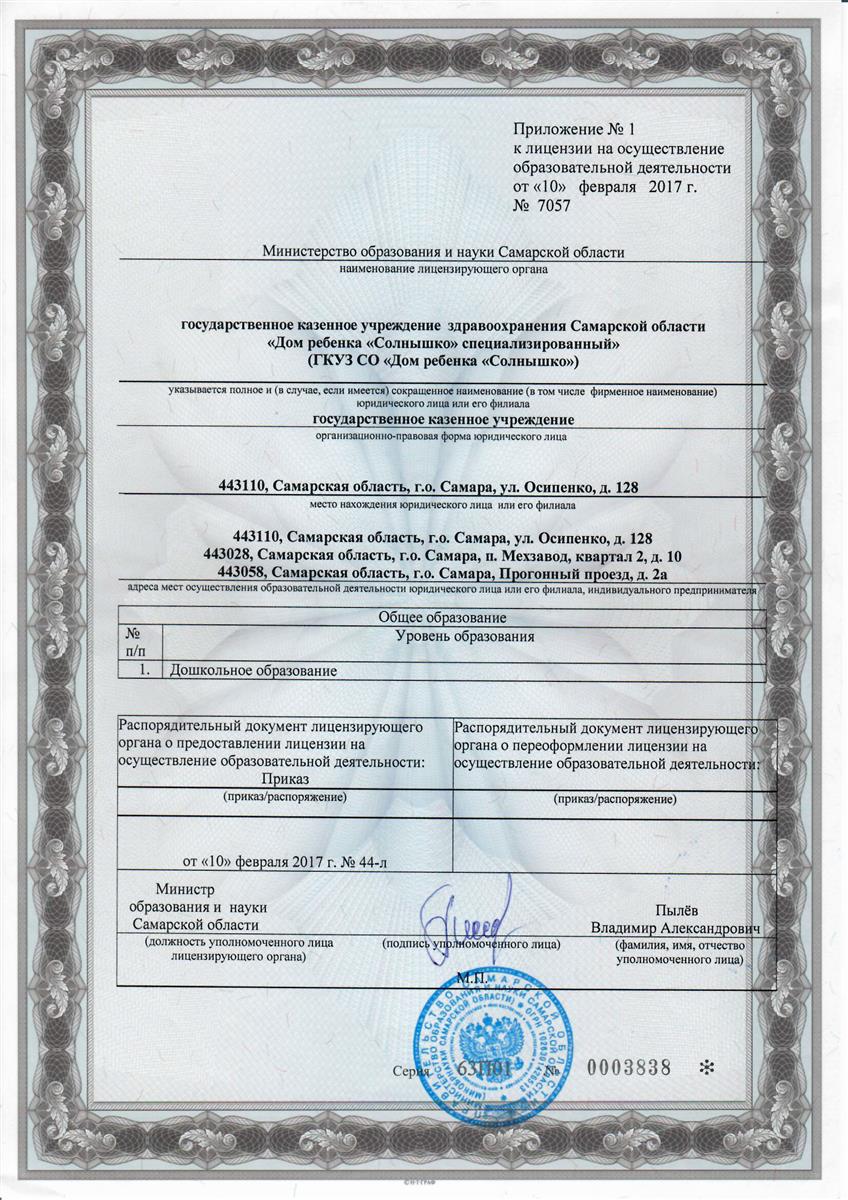 Приложение № 1
к лицензии на осуществление
образовательной деятельности
от «10» февраля 2017 г.
№ 7057
Министерство образования и науки Самарской области
наименование лицензирующего органа
государственное казенное учреждение здравоохранения Самарской области
«Дом ребенка «Солнышко» специализированный»
(ГКУЗ СО «Дом ребенка «Солнышко»)
указывается полное и (в случае, если имеется) сокращенное наименование (в том числе фирменное наименование)
юридического лица или его филиала
государственное казенное учреждение
организационно-правовая форма юридического лица
443110, Самарская область, г.о. Самара, ул. Осипенко, д. 128
место нахождения юридического лица или его филиала
443110, Самарская область, г.о. Самара, ул. Осипенко, д. 128
443028, Самарская область, г.о. Самара, п. Мехзавод, квартал 2, д. 10
443058, Самарская область, г.о. Самара, Прогонный проезд, д. 2а
адреса мест осуществления образовательной деятельности юридического лица или его филиала, индивидуального предпринимателя
Общее образование
№
п/п
Уровень образования
1. Дошкольное образование
Распорядительный документ лицензирующего
органа о предоставлении лицензии на
осуществление образовательной деятельности:
Приказ
(приказ/распоряжение)
от «10» февраля 2017 г. № 44-л
Распорядительный документ лицензирующего
органа о переоформлении лицензии на
осуществление образовательной деятельности:
(приказ/распоряжение)
Министр
образования и науки
Самарской области
(должность уполномоченного лица
лицензирующего органа)
(подпись уполномоченного лица)
Пылёв
Владимир Александрович
(фамилия, имя, отчество
уполномоченного лица)
М.П.
Серия 63П01 № 0003838 *